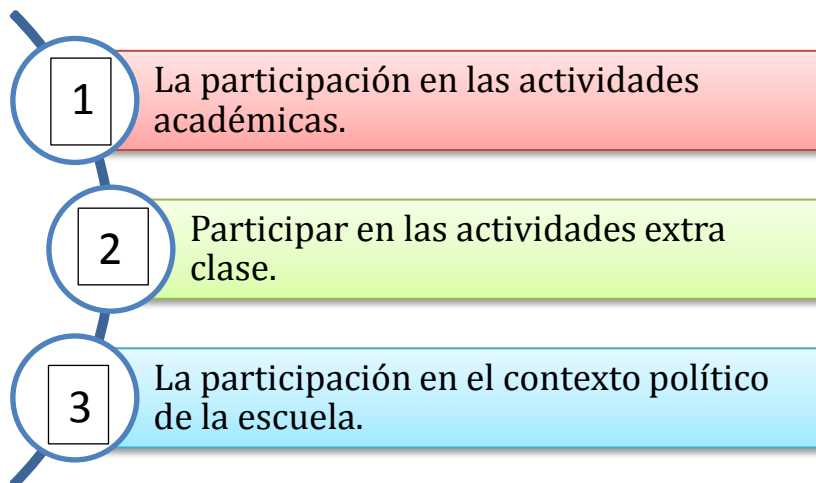 1
La participación en las actividades
académicas.
2
Participar en las actividades extra
clase.
3
La participación en el contexto político
de la escuela.